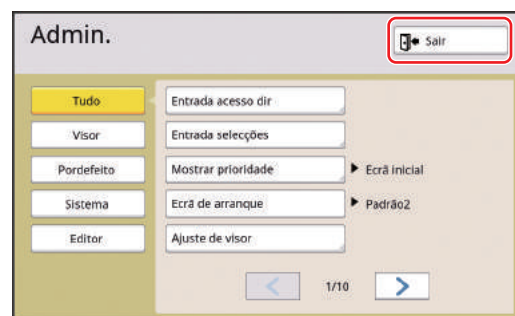 Admin.
Sair
Tudo
Entrada acesso dir
Visor
Entrada selecções
Pordefeito
Mostrar prioridade
Ecrã inicial
Sistema
Ecrã de arranque
Padrão2
Editor
Ajuste de visor
1/10